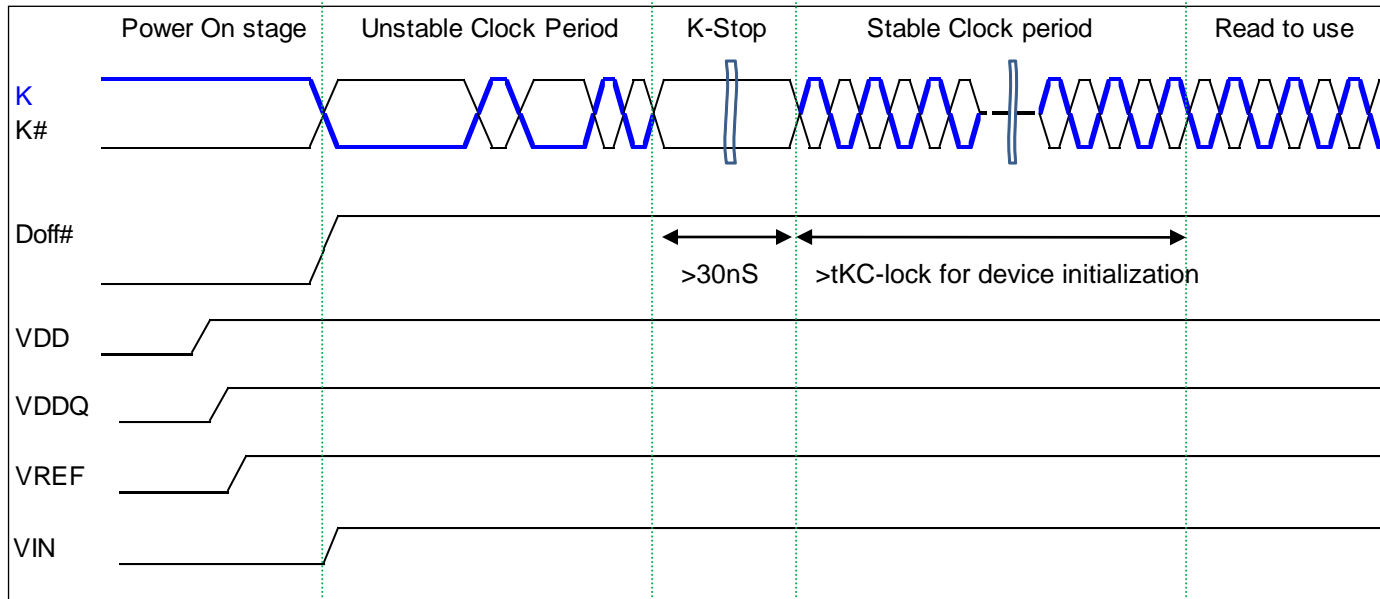 Power On stage Unstable Clock Period K-Stop Stable Clock period Read to use
K
K#
Doff#
>30nS >tKC-lock for device initialization
VDD
VDDQ
VREF
VIN